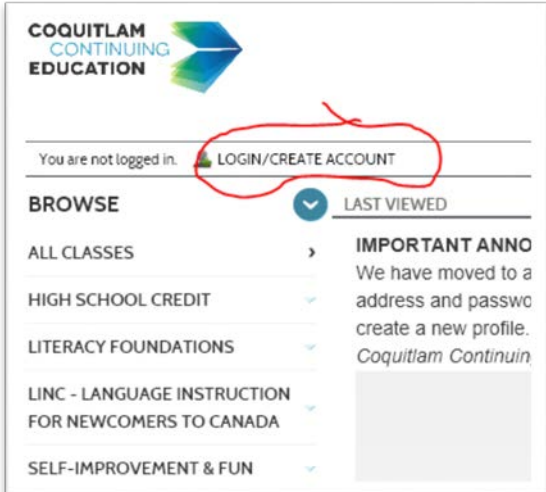 COQUITLAM
CONTINUING
EDUCATION
You are not logged in. LOGIN/CREATE ACCOUNT
BROWSE
ALL CLASSES
HIGH SCHOOL CREDIT
LITERACY FOUNDATIONS
LINC - LANGUAGE INSTRUCTION
FOR NEWCOMERS TO CANADA
SELF-IMPROVEMENT & FUN
LAST VIEWED
IMPORTANT ANNO
We have moved to a
address and passwo
create a new profile.
Coquitlam Continuin